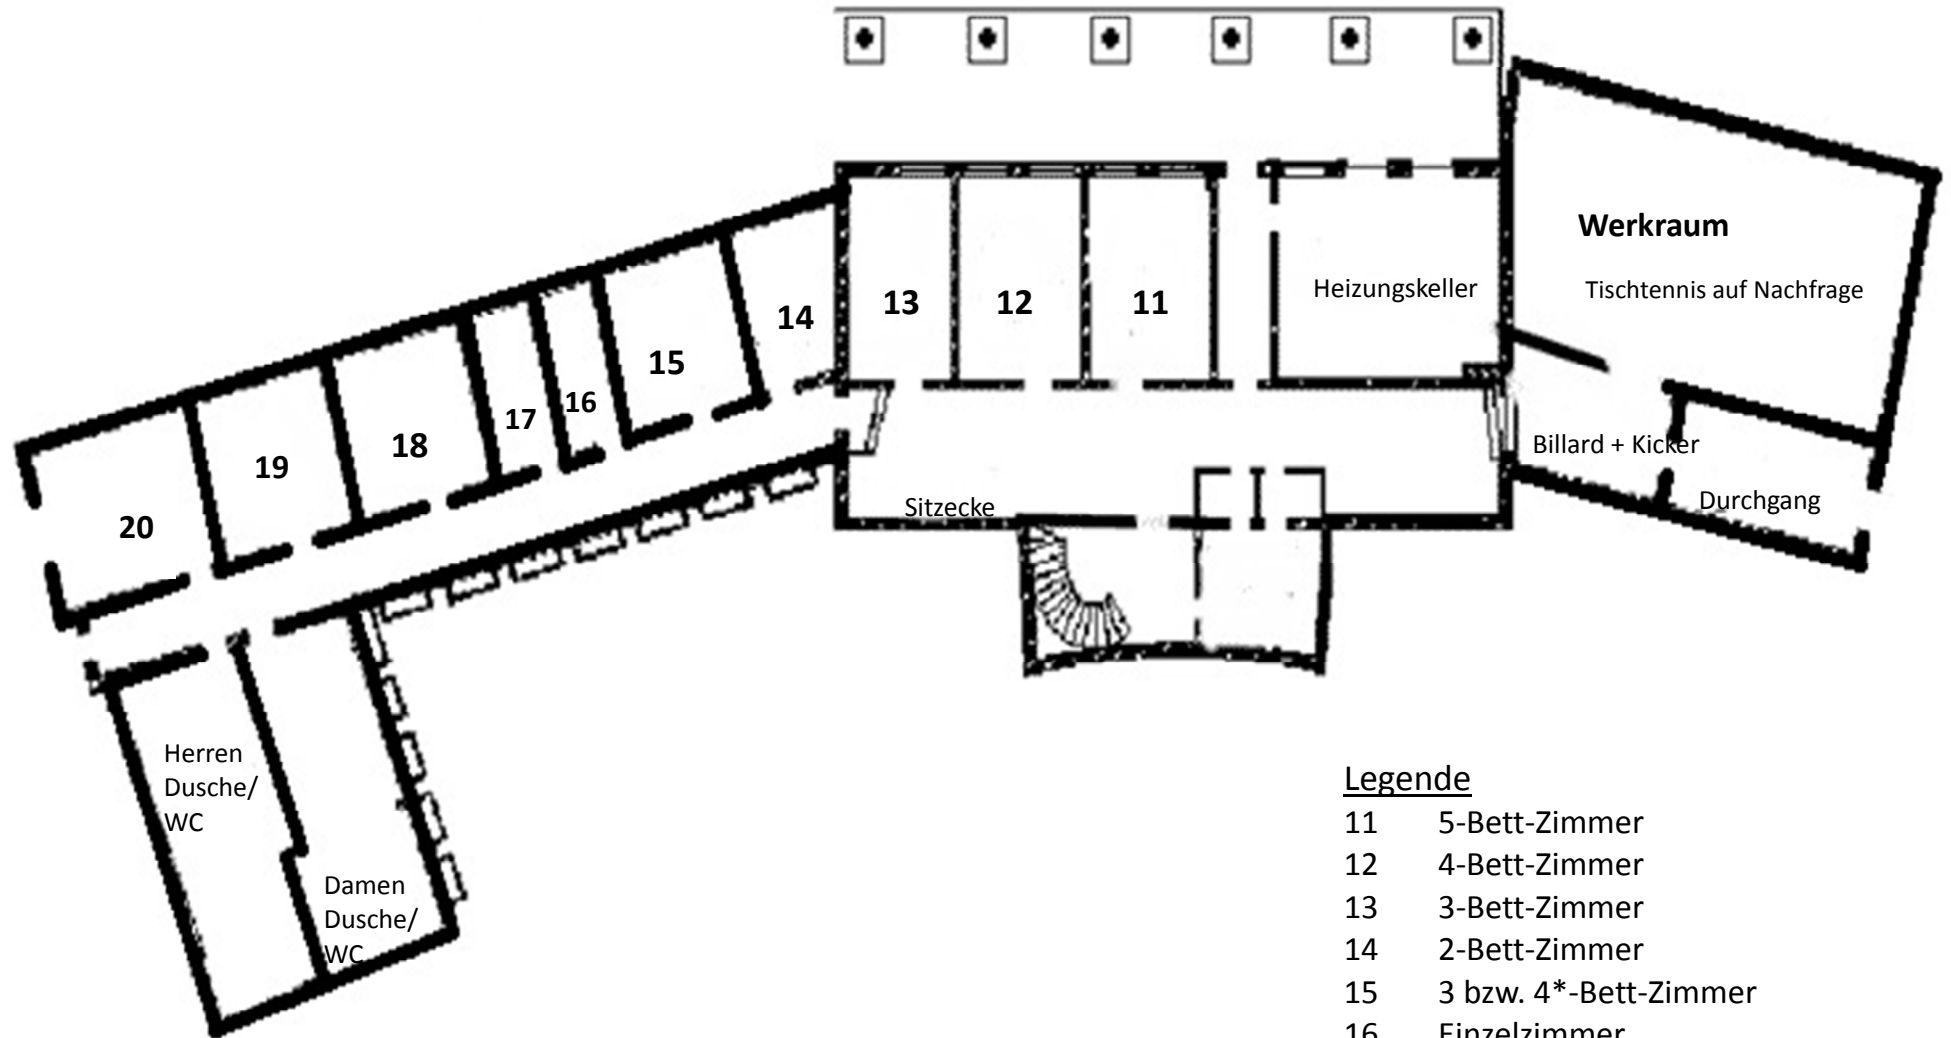 Werkraum
Tischtennis auf Nachfrage
Heizungskeller
13
12
11
14
15
16
17
18
19
20
Billard + Kicker
Durchgang
Sitzecke
Herren
Dusche/
WC
Damen
Dusche/
WC
Legende
11 5-Bett-Zimmer
12 4-Bett-Zimmer
13 3-Bett-Zimmer
14 2-Bett-Zimmer
15 3 bzw. 4*-Bett-Zimmer
16 Einzelzimmer